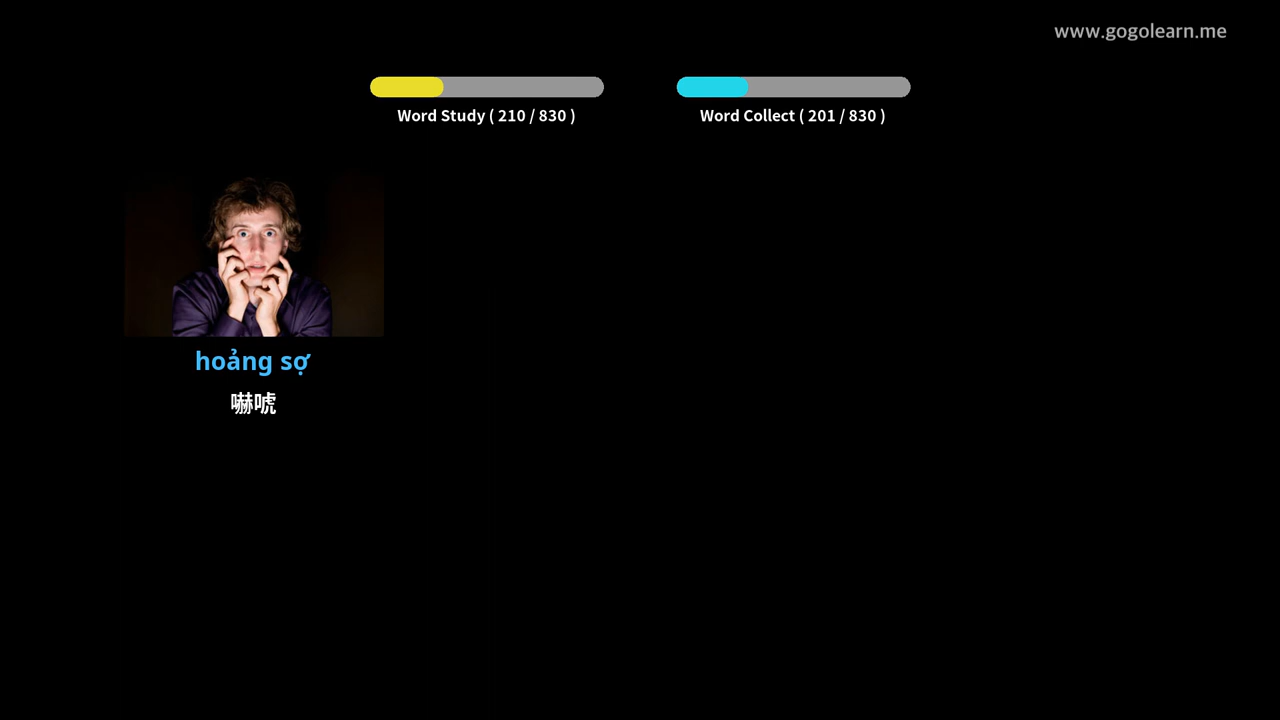 www.gogolearn.me
Word Study ( 210 / 830 )
Word Collect ( 201 / 830 )
hoảng sợ
嚇唬